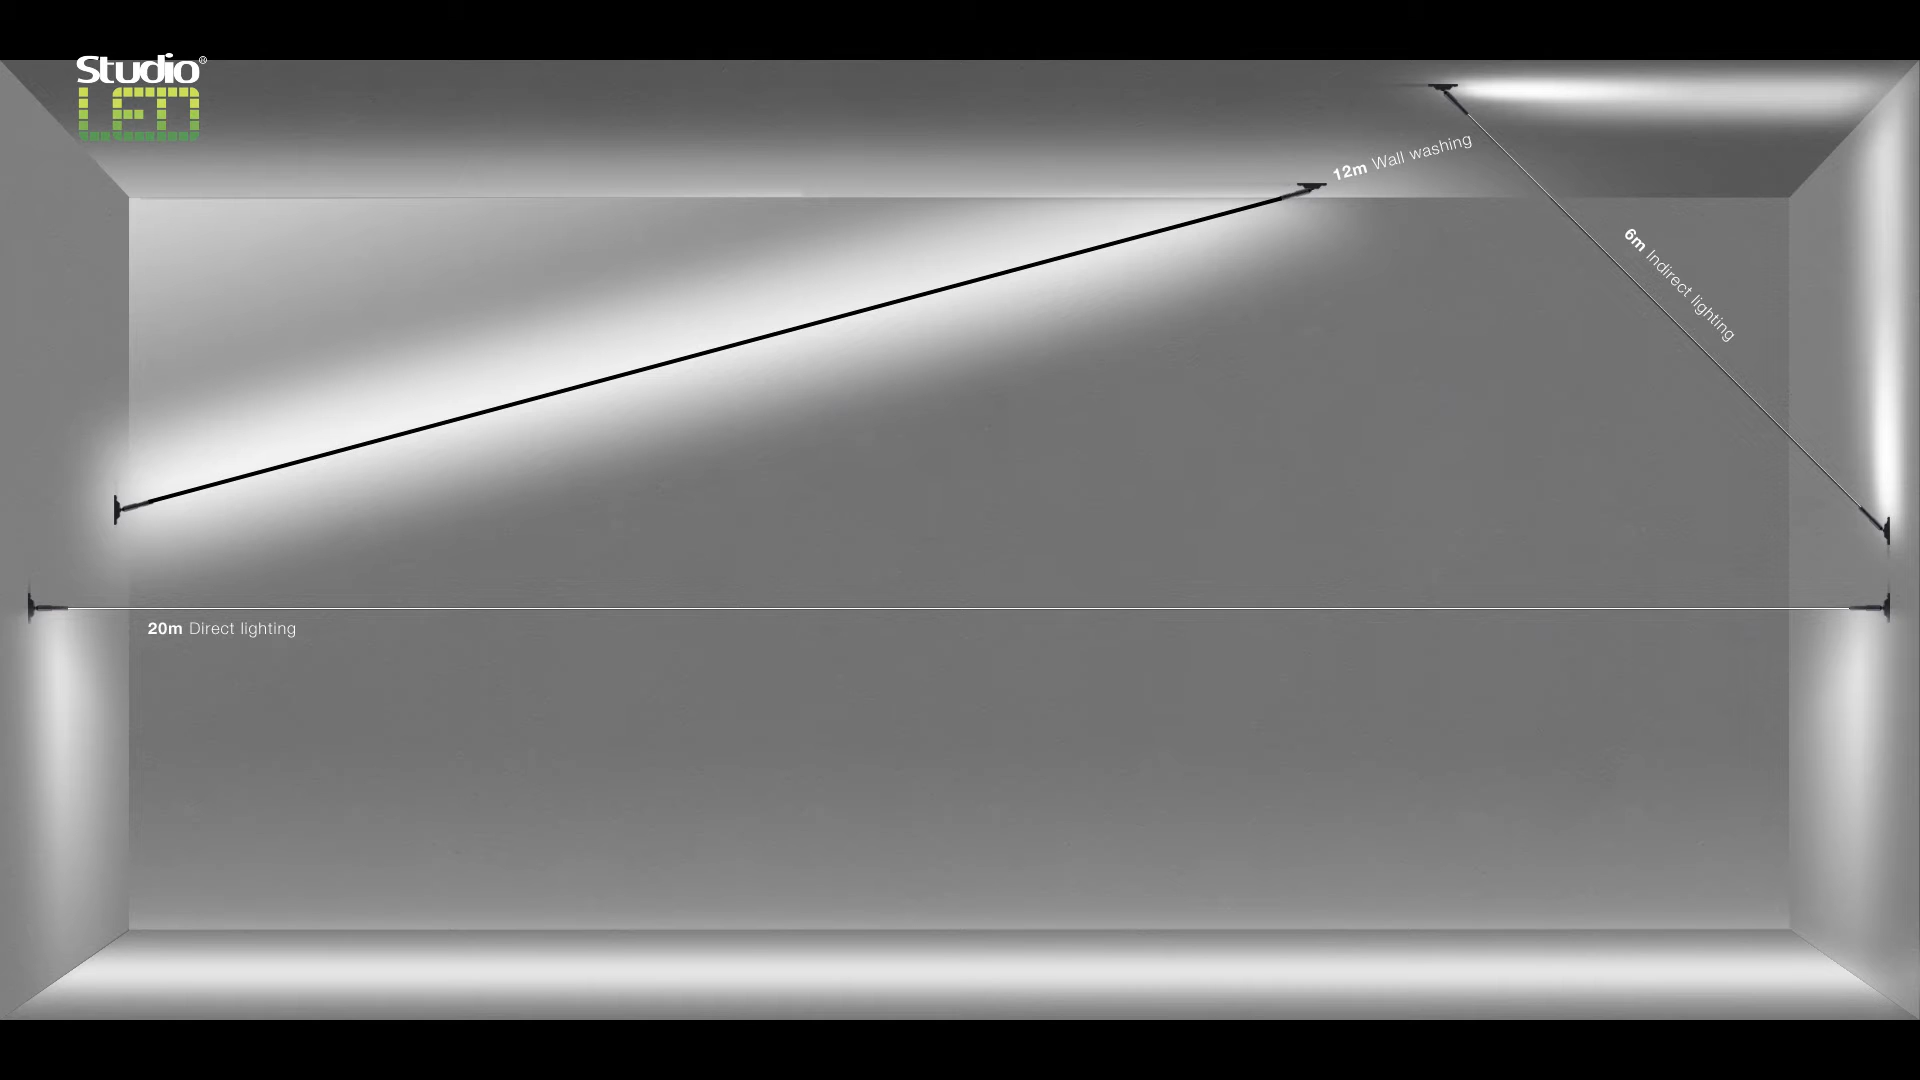 Studio®
LED
12m Wall washing
6m Indirect lighting
20m Direct lighting